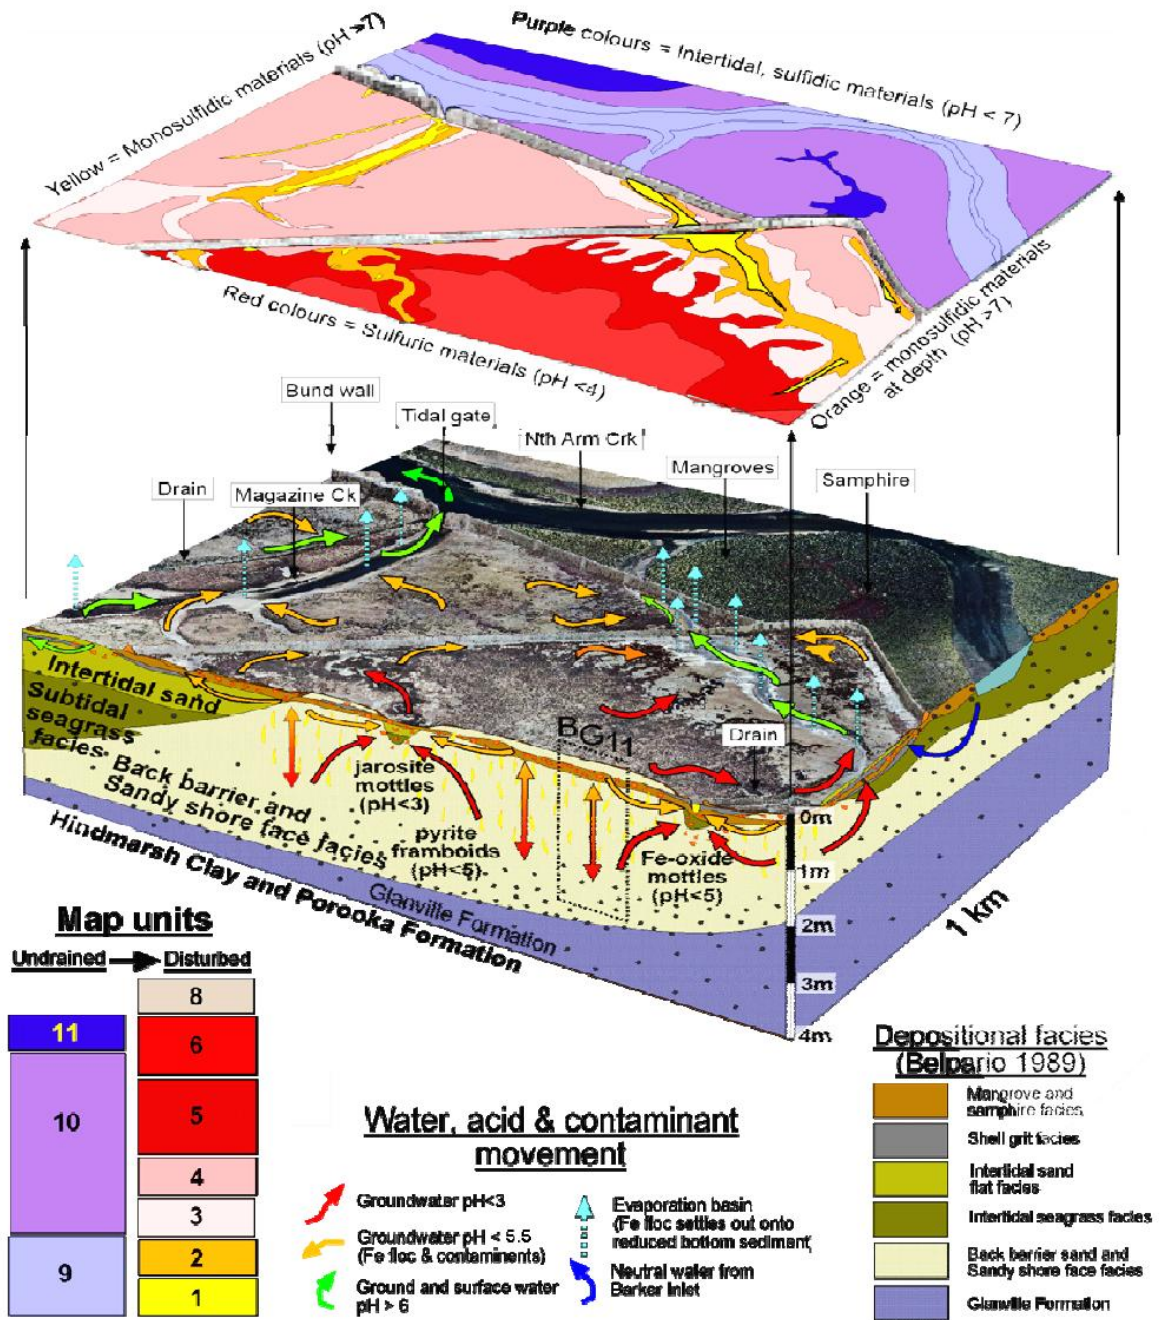 Purple colours = Intertidal, sulfidic materials (pH < 7)
Yellow = Monosulfidic materials (pH >7)
Red colours = Sulfuric materials (pH <4)
Orange = monosulfidic materials
at depth (pH >7)
Bund wall
Tidal gate
Nth Arm Crk
Mangroves
Samphire
Drain
Magazine Ck
Intertidal sand
Subtidal
seagrass
facies
Back barrier and
Sandy shore face facies
Hindmarsh Clay and Porooka Formation
Glanville Formation
jarosite
mottles
(pH<3)
pyrite
framboids
(pH<5)
BG11
Drain
Fe-oxide
mottles
(pH<5)
0m
1m
2m
3m
4m
1 km
Map units
Undrained
Disturbed
8
11
6
10
5
4
3
9
2
1
Water, acid & contaminant
movement
Groundwater pH<3
Groundwater pH < 5.5
(Fe floc & contaminents)
Ground and surface water
pH > 6
Evaporation basin
(Fe floc settles out onto
reduced bottom sediment)
Neutral water from
Barker Inlet
Depositional facies
(Belperio 1989)
Mangrove and
samphire facies
Shell grit facies
Intertidal sand
flat facies
Intertidal seagrass facies
Back barrier sand and
Sandy shore face facies
Glanville Formation